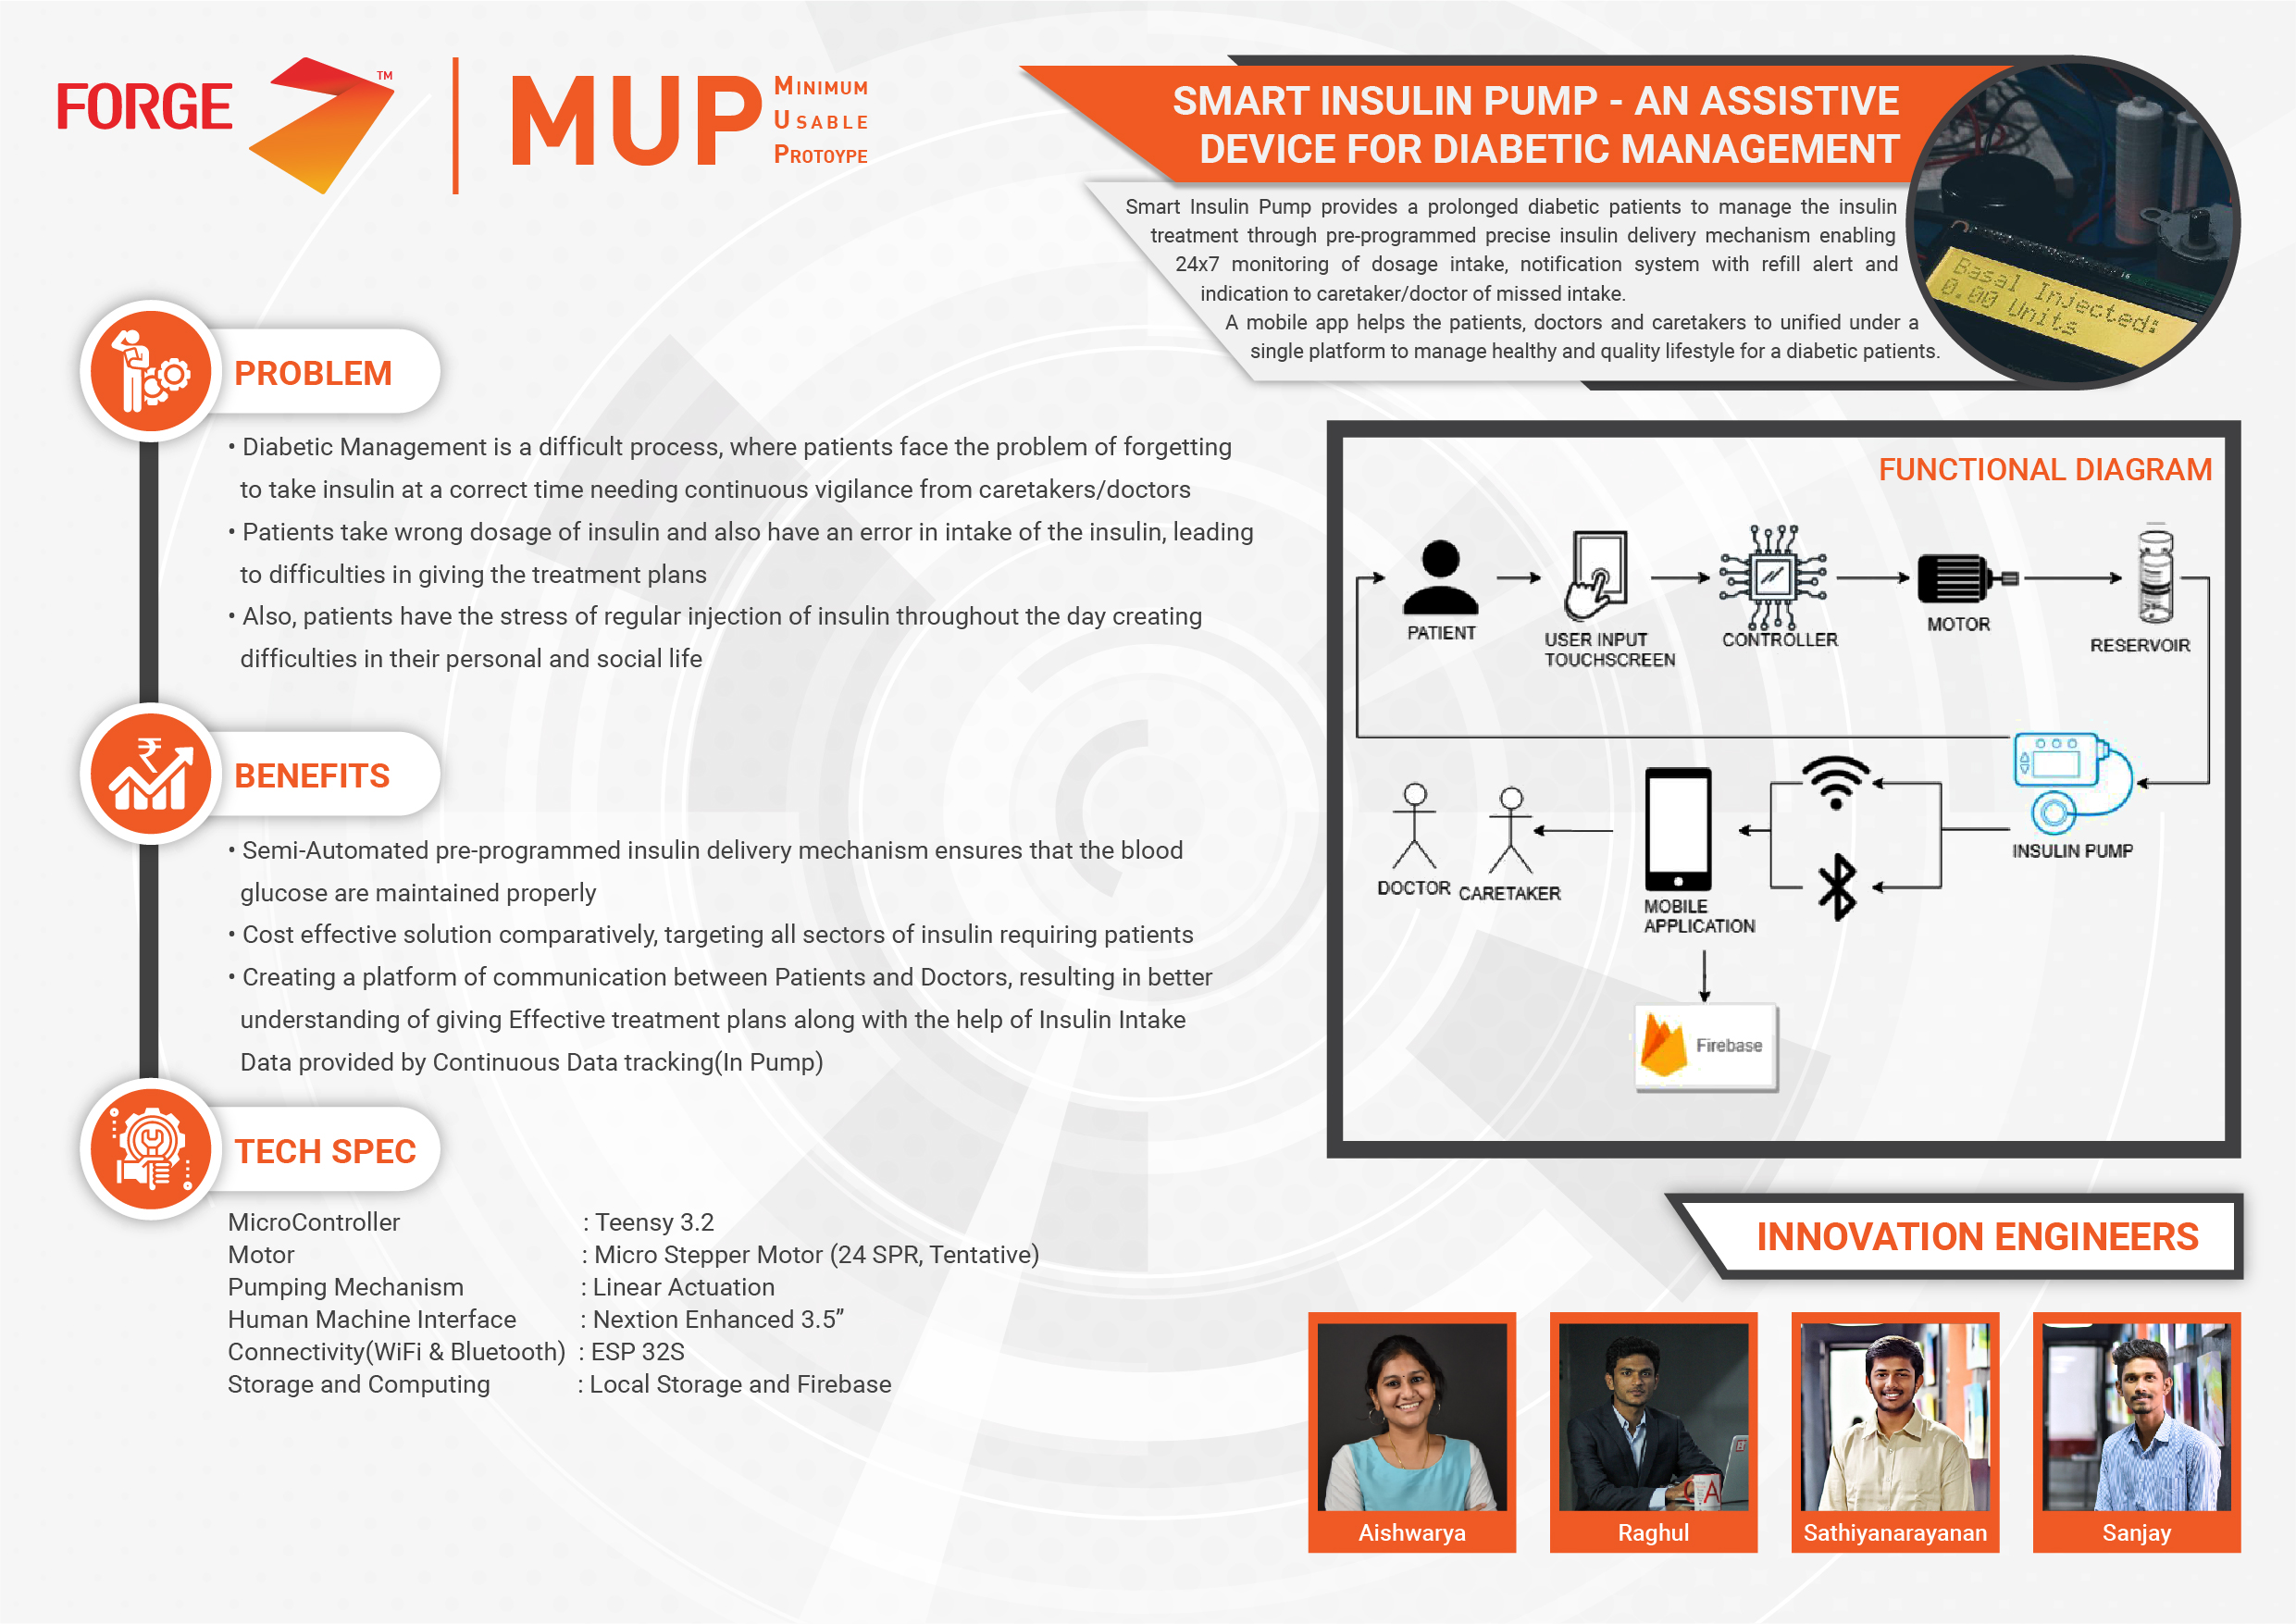 FORGE
TM
MUP
MINIMUM
USABLE
PROTOYPE
SMART INSULIN PUMP - AN ASSISTIVE
DEVICE FOR DIABETIC MANAGEMENT
Smart Insulin Pump provides a prolonged diabetic patients to manage the insulin
treatment through pre-programmed precise insulin delivery mechanism enabling
24x7 monitoring of dosage intake, notification system with refill alert and
indication to caretaker/doctor of missed intake.
A mobile app helps the patients, doctors and caretakers to unified under a
single platform to manage healthy and quality lifestyle for a diabetic patients.
Basal Injected:
0.00 Units
PROBLEM
• Diabetic Management is a difficult process, where patients face the problem of forgetting
to take insulin at a correct time needing continuous vigilance from caretakers/doctors
• Patients take wrong dosage of insulin and also have an error in intake of the insulin, leading
to difficulties in giving the treatment plans
• Also, patients have the stress of regular injection of insulin throughout the day creating
difficulties in their personal and social life
BENEFITS
• Semi-Automated pre-programmed insulin delivery mechanism ensures that the blood
glucose are maintained properly
• Cost effective solution comparatively, targeting all sectors of insulin requiring patients
• Creating a platform of communication between Patients and Doctors, resulting in better
understanding of giving Effective treatment plans along with the help of Insulin Intake
Data provided by Continuous Data tracking(In Pump)
TECH SPEC
MicroController : Teensy 3.2
Motor : Micro Stepper Motor (24 SPR, Tentative)
Pumping Mechanism : Linear Actuation
Human Machine Interface : Nextion Enhanced 3.5”
Connectivity(WiFi & Bluetooth) : ESP 32S
Storage and Computing : Local Storage and Firebase
FUNCTIONAL DIAGRAM
PATIENT
USER INPUT
TOUCHSCREEN
CONTROLLER
MOTOR
RESERVOIR
INSULIN PUMP
DOCTOR
CARETAKER
MOBILE
APPLICATION
Firebase
INNOVATION ENGINEERS
Aishwarya
Raghul
Sathiyanarayanan
Sanjay